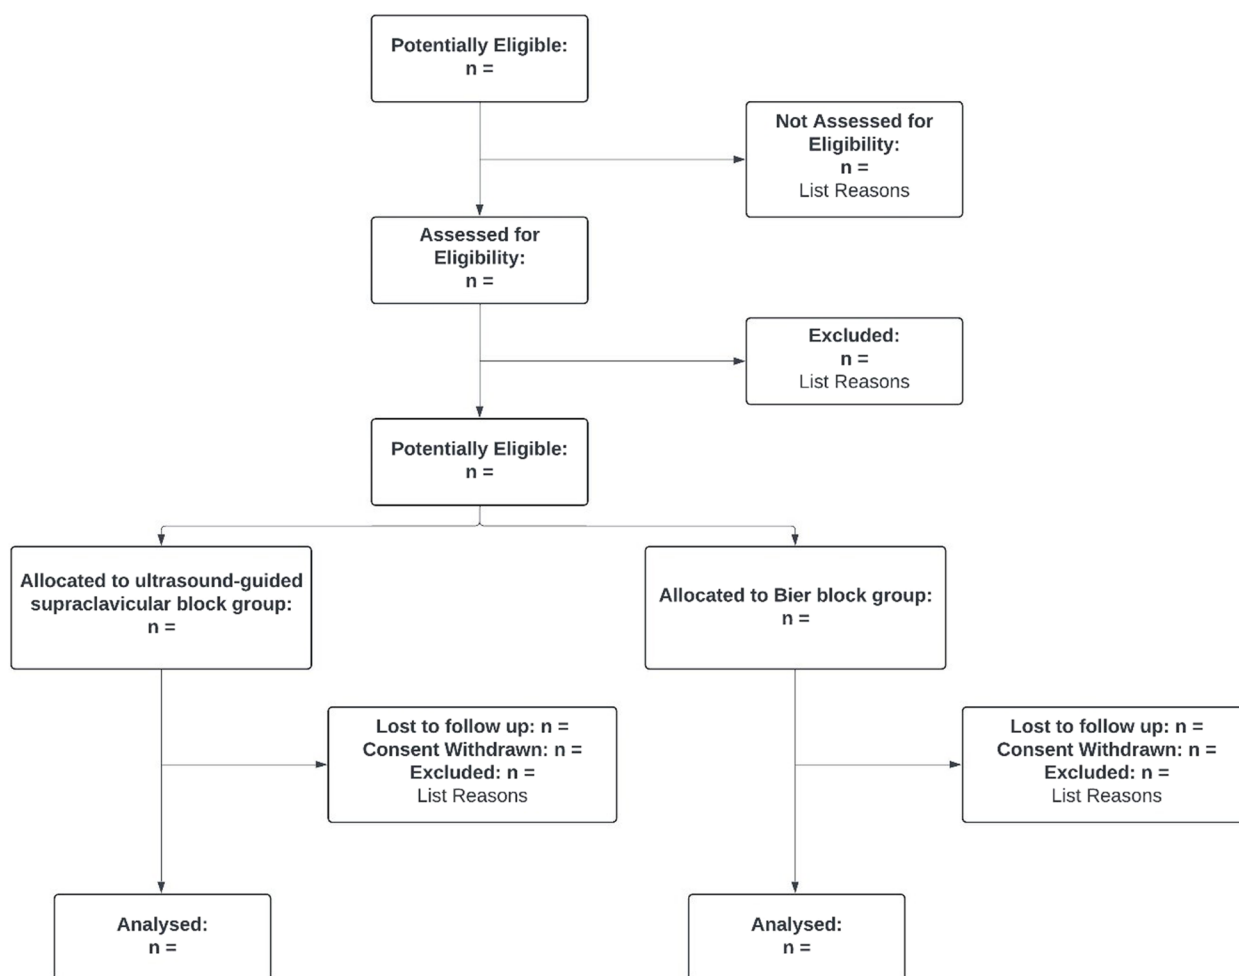 Potentially Eligible:
n =
Not Assessed for
Eligibility:
n =
List Reasons
Assessed for
Eligibility:
n =
Excluded:
n =
List Reasons
Potentially Eligible:
n =
Allocated to ultrasound-guided
supraclavicular block group:
n =
Allocated to Bier block group:
n =
Lost to follow up: n =
Consent Withdrawn: n =
Excluded: n =
List Reasons
Lost to follow up: n =
Consent Withdrawn: n =
Excluded: n =
List Reasons
Analysed:
n =
Analysed:
n =